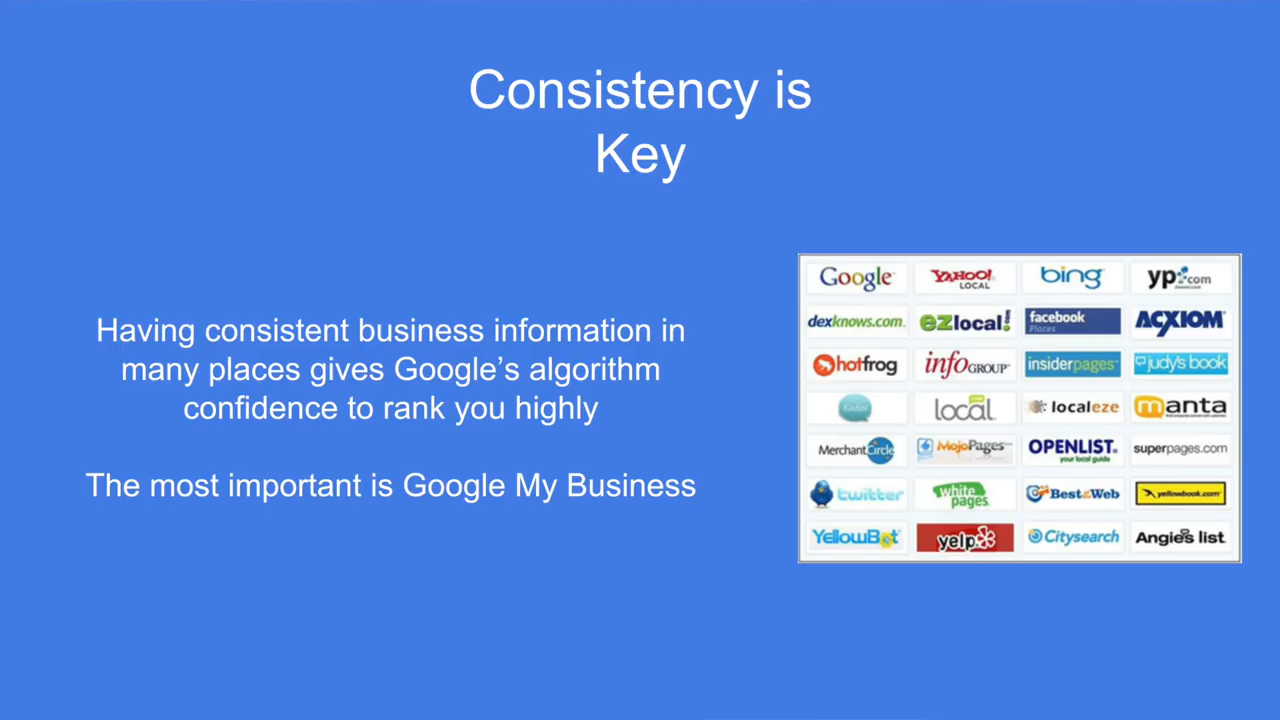 Consistency is
Key
Having consistent business information in
many places gives Google’s algorithm
confidence to rank you highly
The most important is Google My Business
Google YAHOO! LOCAL bing yp.com
dexknows.com ezlocal.com facebook Places ACXIOM
hotfrog infoGROUP insiderpages judy's book
local localeze manta
MerchantCircle MojoPages OPENLIST your local guide superpages.com
twitter white pages Best of the Web yellowbook.com
YellowBot yelp Citysearch Angie's list